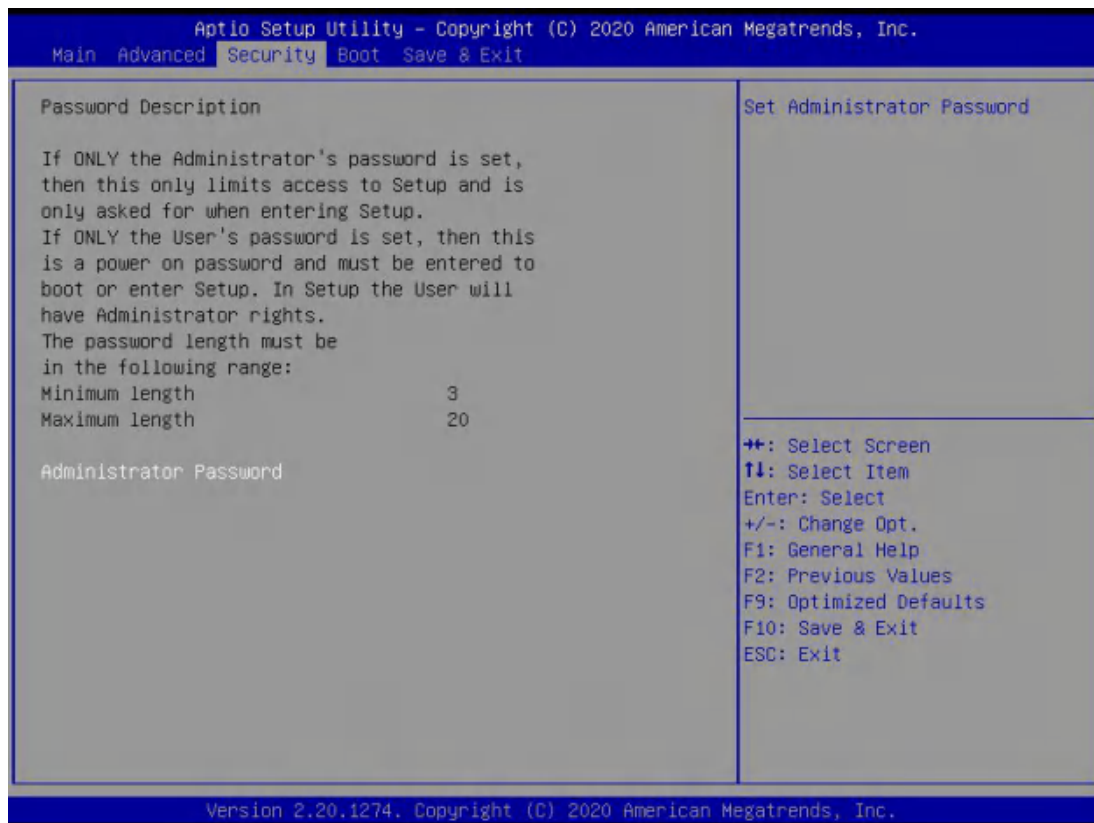 Aptio Setup Utility – Copyright (C) 2020 American Megatrends, Inc.
Main Advanced Security Boot Save & Exit
Password Description
If ONLY the Administrator's password is set,
then this only limits access to Setup and is
only asked for when entering Setup.
If ONLY the User's password is set, then this
is a power on password and must be entered to
boot or enter Setup. In Setup the User will
have Administrator rights.
The password length must be
in the following range:
Minimum length 3
Maximum length 20
Administrator Password
Set Administrator Password
→←: Select Screen
↑↓: Select Item
Enter: Select
+/-: Change Opt.
F1: General Help
F2: Previous Values
F9: Optimized Defaults
F10: Save & Exit
ESC: Exit
Version 2.20.1274. Copyright (C) 2020 American Megatrends, Inc.